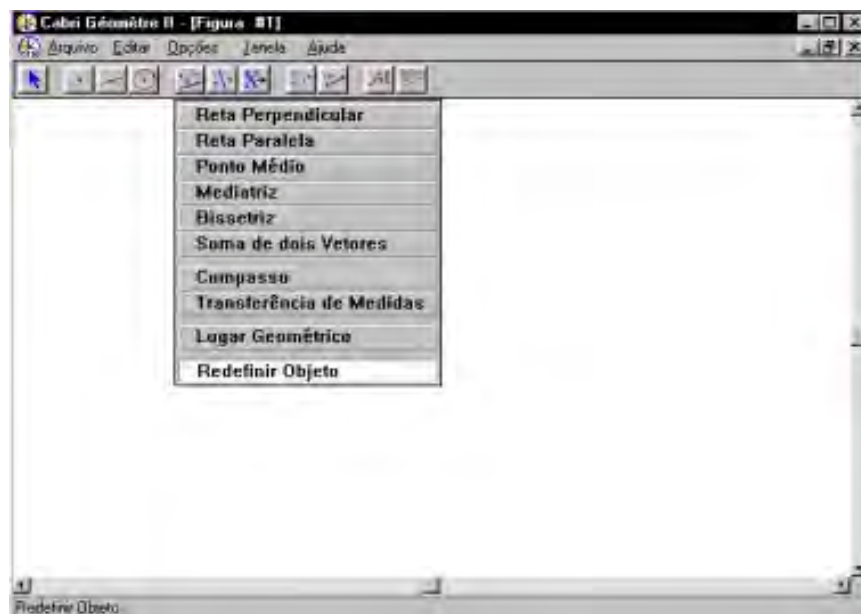 Cabri Géomètre II - [Figura #1]
Arquivo Editar Opções Janela Ajuda
Reta Perpendicular
Reta Paralela
Ponto Médio
Mediatriz
Bissetriz
Soma de dois Vetores
Compasso
Transferência de Medidas
Lugar Geométrico
Redefinir Objeto
Redefinir Objeto